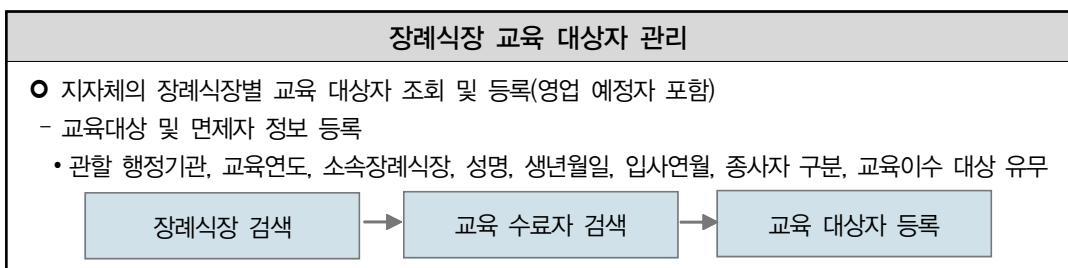 장례식장 교육 대상자 관리
○ 지자체의 장례식장별 교육 대상자 조회 및 등록(영업 예정자 포함)
- 교육대상 및 면제자 정보 등록
• 관할 행정기관, 교육연도, 소속장례식장, 성명, 생년월일, 입사연월, 종사자 구분, 교육이수 대상 유무
장례식장 검색 → 교육 수료자 검색 → 교육 대상자 등록